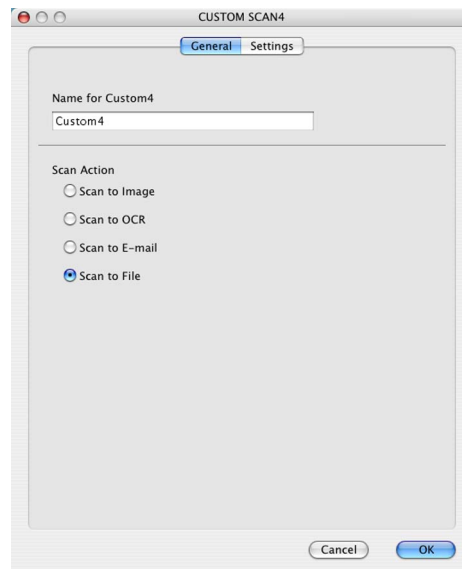 CUSTOM SCAN4
General Settings
Name for Custom4
Custom4
Scan Action
Scan to Image
Scan to OCR
Scan to E-mail
Scan to File
Cancel OK